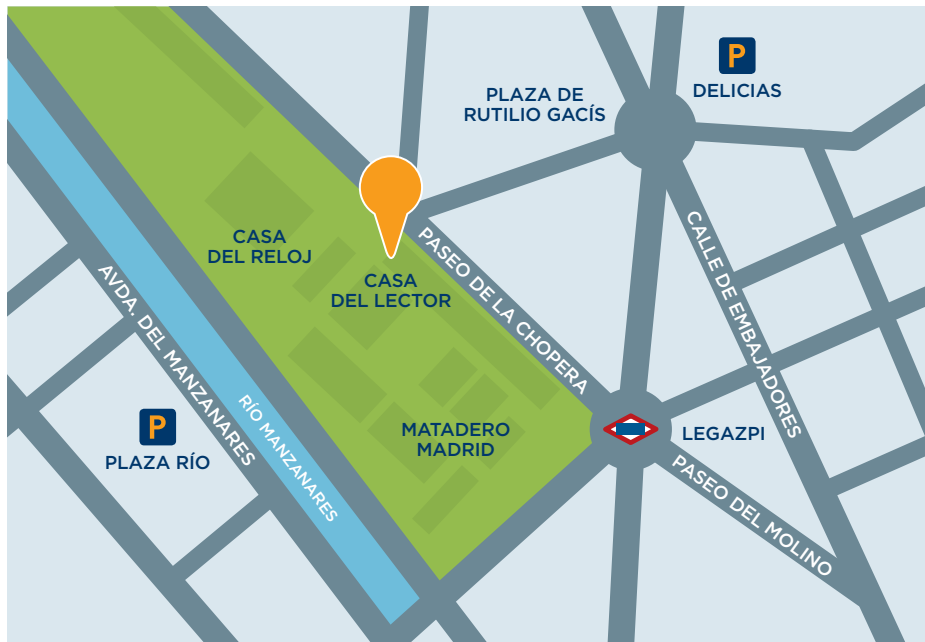 P
DELICIAS
PLAZA DE
RUTILIO GACÍS
CASA
DEL RELOJ
CASA
DEL LECTOR
PASEO DE LA CHOPERA
CALLE DE EMBAJADORES
AVDA. DEL MANZANARES
RÍO MANZANARES
P
PLAZA RÍO
MATADERO
MADRID
LEGAZPI
PASEO DEL MOLINO